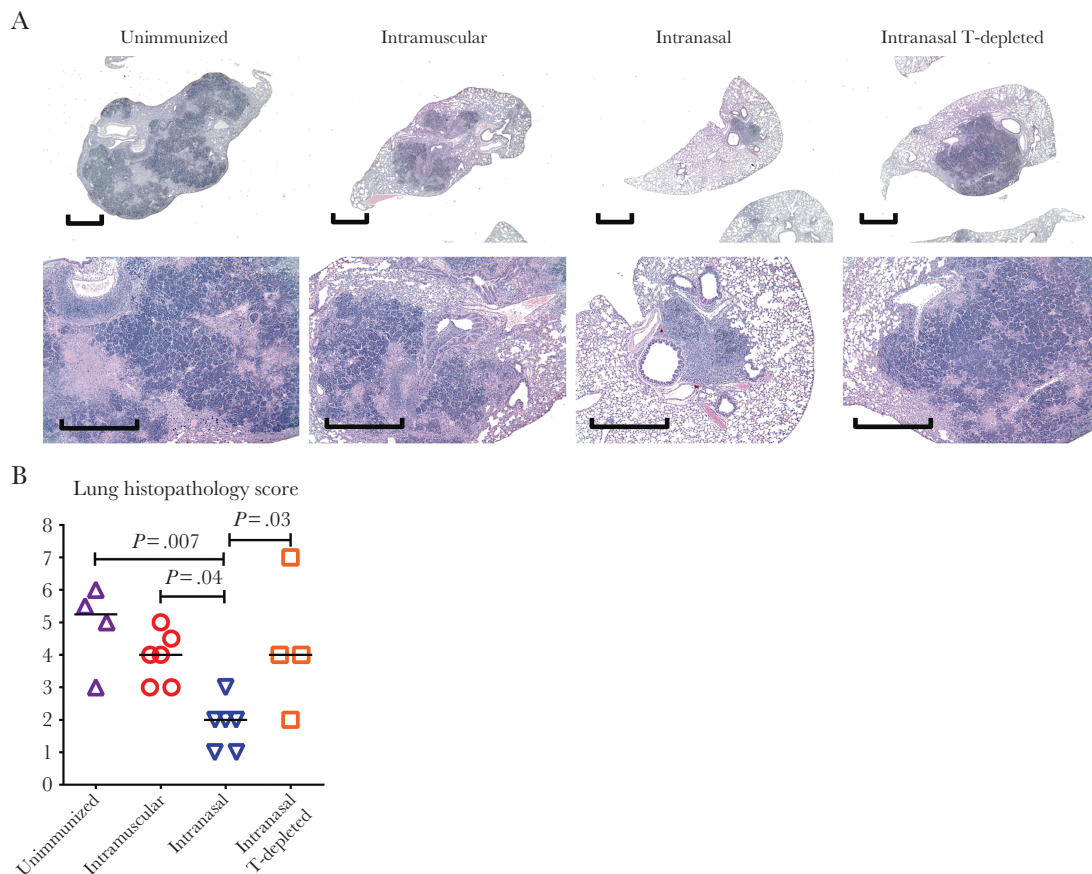 A
Unimmunized
Intramuscular
Intranasal
Intranasal T-depleted
B
Lung histopathology score
8
7
6
5
4
3
2
1
0
P=.03
P=.007
P=.04
Unimmunized
Intramuscular
Intranasal
Intranasal
T-depleted